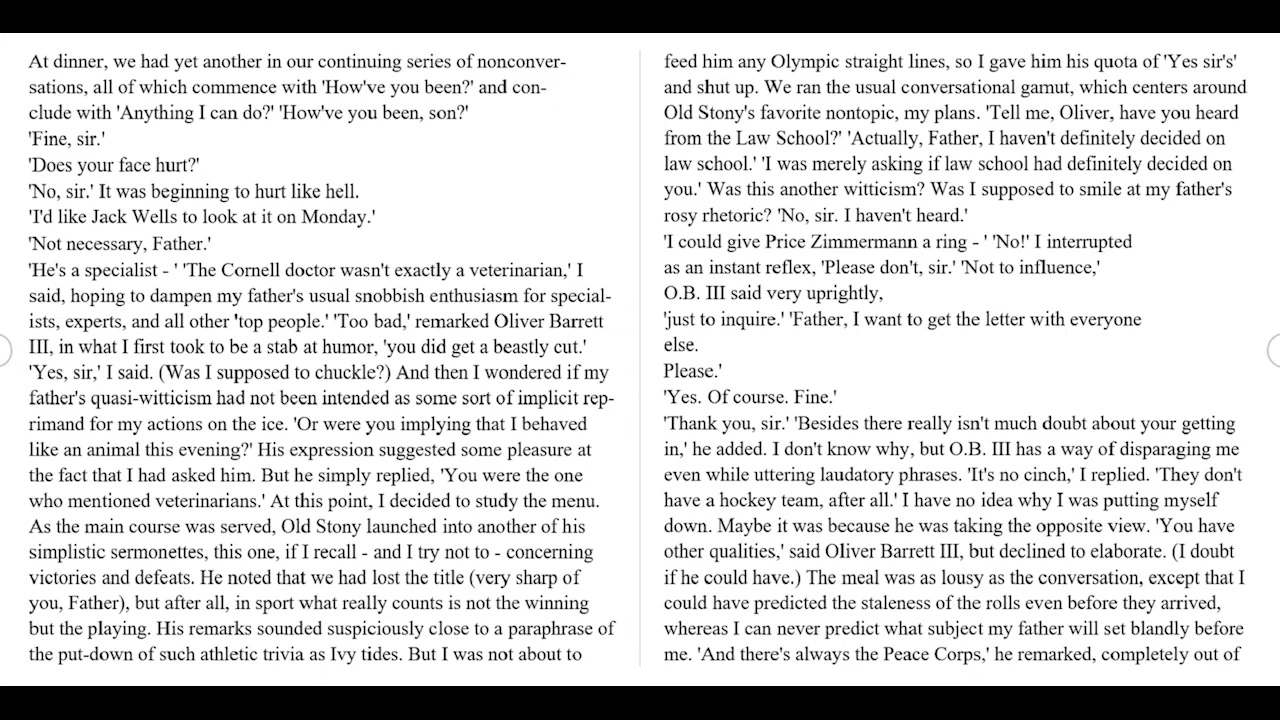 At dinner, we had yet another in our continuing series of nonconver-
sations, all of which commence with 'How've you been?' and con-
clude with 'Anything I can do?' 'How've you been, son?'
'Fine, sir.'
'Does your face hurt?'
'No, sir.' It was beginning to hurt like hell.
'I'd like Jack Wells to look at it on Monday.'
'Not necessary, Father.'
'He's a specialist - ' 'The Cornell doctor wasn't exactly a veterinarian,' I
said, hoping to dampen my father's usual snobbish enthusiasm for special-
ists, experts, and all other 'top people.' 'Too bad,' remarked Oliver Barrett
III, in what I first took to be a stab at humor, 'you did get a beastly cut.'
'Yes, sir,' I said. (Was I supposed to chuckle?) And then I wondered if my
father's quasi-witticism had not been intended as some sort of implicit rep-
rimand for my actions on the ice. 'Or were you implying that I behaved
like an animal this evening?' His expression suggested some pleasure at
the fact that I had asked him. But he simply replied, 'You were the one
who mentioned veterinarians.' At this point, I decided to study the menu.
As the main course was served, Old Stony launched into another of his
simplistic sermonettes, this one, if I recall - and I try not to - concerning
victories and defeats. He noted that we had lost the title (very sharp of
you, Father), but after all, in sport what really counts is not the winning
but the playing. His remarks sounded suspiciously close to a paraphrase of
the put-down of such athletic trivia as Ivy tides. But I was not about to
feed him any Olympic straight lines, so I gave him his quota of 'Yes sir's'
and shut up. We ran the usual conversational gamut, which centers around
Old Stony's favorite nontopic, my plans. 'Tell me, Oliver, have you heard
from the Law School?' 'Actually, Father, I haven't definitely decided on
law school.' 'I was merely asking if law school had definitely decided on
you.' Was this another witticism? Was I supposed to smile at my father's
rosy rhetoric? 'No, sir. I haven't heard.'
'I could give Price Zimmermann a ring - ' 'No!' I interrupted
as an instant reflex, 'Please don't, sir.' 'Not to influence,'
O.B. III said very uprightly,
'just to inquire.' 'Father, I want to get the letter with everyone
else.
Please.'
'Yes. Of course. Fine.'
'Thank you, sir.' 'Besides there really isn't much doubt about your getting
in,' he added. I don't know why, but O.B. III has a way of disparaging me
even while uttering laudatory phrases. 'It's no cinch,' I replied. 'They don't
have a hockey team, after all.' I have no idea why I was putting myself
down. Maybe it was because he was taking the opposite view. 'You have
other qualities,' said Oliver Barrett III, but declined to elaborate. (I doubt
if he could have.) The meal was as lousy as the conversation, except that I
could have predicted the staleness of the rolls even before they arrived,
whereas I can never predict what subject my father will set blandly before
me. 'And there's always the Peace Corps,' he remarked, completely out of